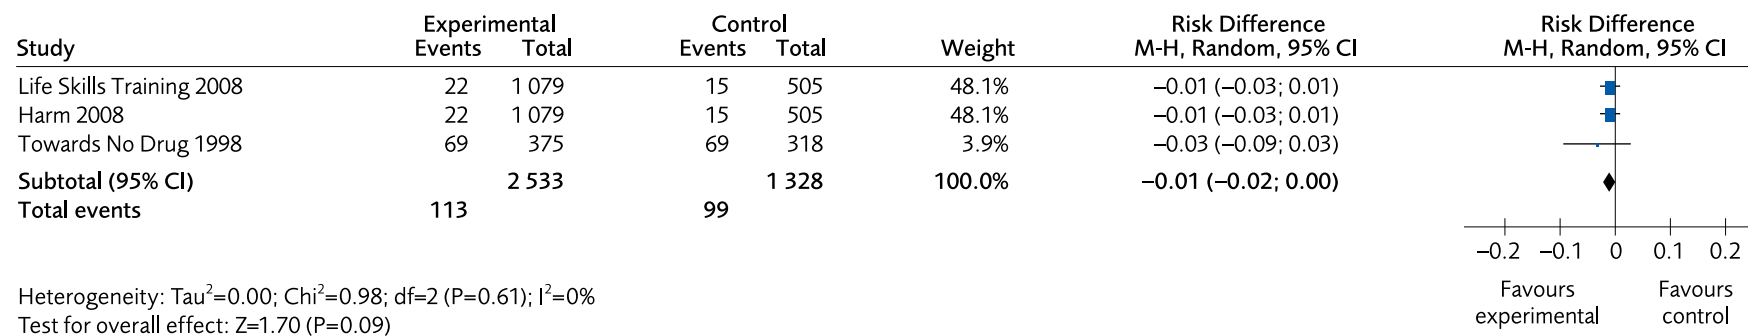 Experimental Control Risk Difference Risk Difference
Study Events Total Events Total Weight M-H, Random, 95% CI M-H, Random, 95% CI
Life Skills Training 2008 22 1 079 15 505 48.1% –0.01 (–0.03; 0.01)
Harm 2008 22 1 079 15 505 48.1% –0.01 (–0.03; 0.01)
Towards No Drug 1998 69 375 69 318 3.9% –0.03 (–0.09; 0.03)
Subtotal (95% CI) 2 533 1 328 100.0% –0.01 (–0.02; 0.00)
Total events 113 99
–0.2 –0.1 0 0.1 0.2
Heterogeneity: Tau²=0.00; Chi²=0.98; df=2 (P=0.61); I²=0%
Test for overall effect: Z=1.70 (P=0.09)
Favours Favours
experimental control